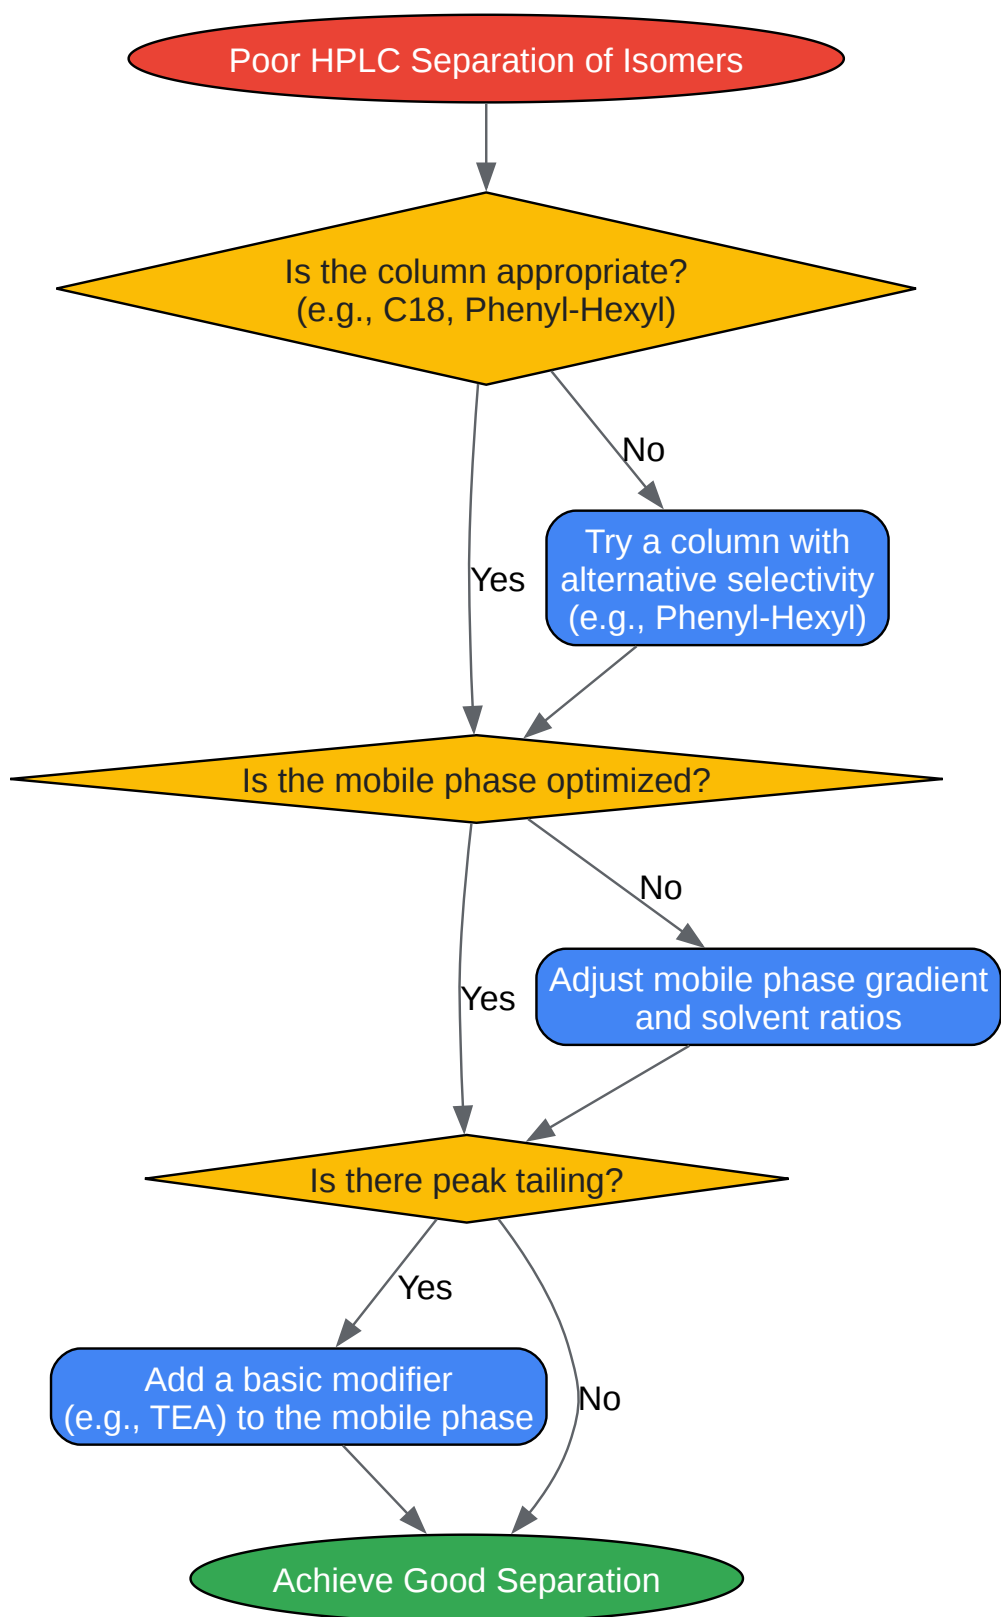 Poor HPLC Separation of Isomers
Is the column appropriate?
(e.g., C18, Phenyl-Hexyl)
No
Try a column with
alternative selectivity
(e.g., Phenyl-Hexyl)
Yes
Is the mobile phase optimized?
No
Adjust mobile phase gradient
and solvent ratios
Yes
Is there peak tailing?
Yes
Add a basic modifier
(e.g., TEA) to the mobile phase
No
Achieve Good Separation